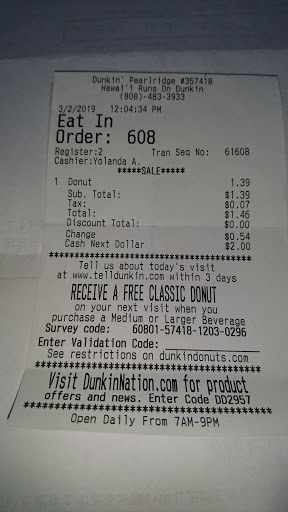 Dunkin' Pearlridge #357418
Hawai'i Runs On Dunkin
(808)-483-3933
3/2/2019 12:04:34 PM
Eat In
Order: 608
Register:2 Tran Seq No: 61608
Cashier:Yolanda A.
*****SALE*****
1 Donut 1.39
Sub. Total: $1.39
Tax: $0.07
Total: $1.46
Discount Total: $0.00
Change $0.54
Cash Next Dollar $2.00
****************************************
Tell us about today's visit
at www.telldunkin.com within 3 days
RECEIVE A FREE CLASSIC DONUT
on your next visit when you
purchase a Medium or Larger Beverage
Survey code: 60801-57418-1203-0296
Enter Validation Code: ______________
See restrictions on dunkindonuts.com
****************************************
Visit DunkinNation.com for product
offers and news. Enter Code DD2957
****************************************
Open Daily From 7AM-9PM